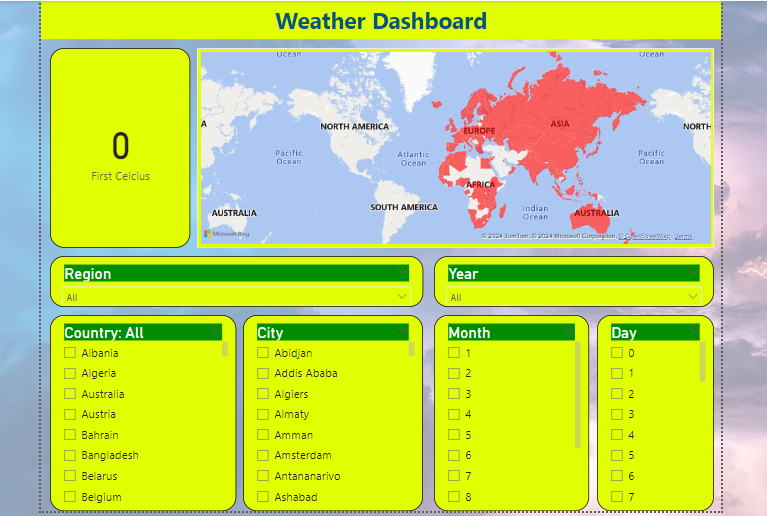 Weather Dashboard
0
First Celcius
Ocean
Ocean
A
NORTH AMERICA
EUROPE
ASIA
NORTH
Pacific
Ocean
Atlantic
Ocean
Pacific
Ocean
AFRICA
SOUTH AMERICA
Indian
Ocean
AUSTRALIA
AUSTRALIA
Microsoft Bing
© 2024 TomTom, © 2024 Microsoft Corporation, © OpenStreetMap Terms
Region
All
Year
All
Country: All
Albania
Algeria
Australia
Austria
Bahrain
Bangladesh
Belarus
Belgium
City
Abidjan
Addis Ababa
Algiers
Almaty
Amman
Amsterdam
Antananarivo
Ashabad
Month
1
2
3
4
5
6
7
8
Day
0
1
2
3
4
5
6
7